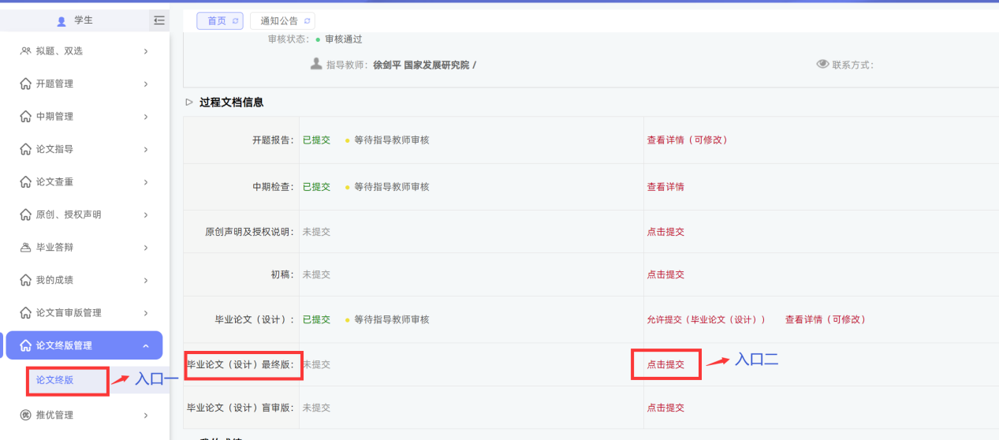 学生
首页
通知公告
审核状态： 审核通过
指导教师：徐剑平 国家发展研究院 /
联系方式：
拟题、双选
开题管理
中期管理
论文指导
论文查重
原创、授权声明
毕业答辩
我的成绩
论文盲审版管理
论文终版管理
论文终版
入口一
推优管理
过程文档信息
开题报告： 已提交 等待指导教师审核 查看详情（可修改）
中期检查： 已提交 等待指导教师审核 查看详情
原创声明及授权说明： 未提交 点击提交
初稿： 未提交 点击提交
毕业论文（设计）： 已提交 等待指导教师审核 允许提交（毕业论文（设计）） 查看详情（可修改）
毕业论文（设计）最终版： 未提交 点击提交 入口二
毕业论文（设计）盲审版： 未提交 点击提交